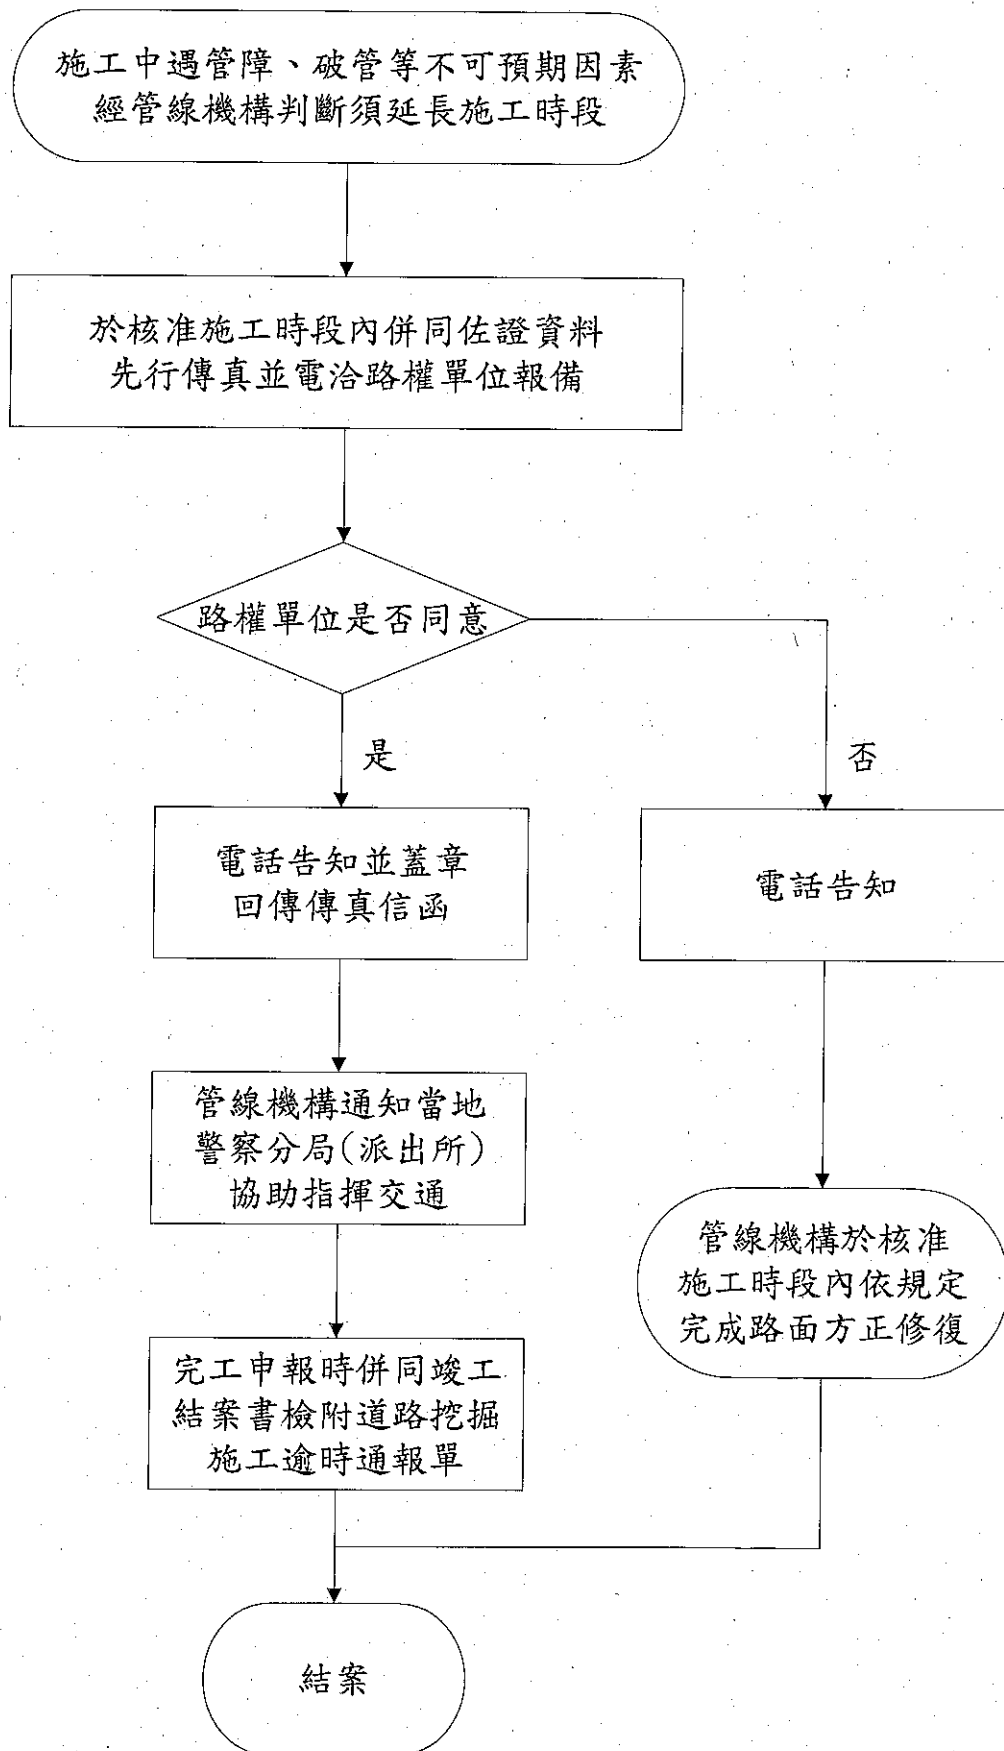 施工中遇管障、破管等不可預期因素
經管線機構判斷須延長施工時段
於核准施工時段內併同佐證資料
先行傳真並電洽路權單位報備
路權單位是否同意
是
否
電話告知並蓋章
回傳傳真信函
電話告知
管線機構通知當地
警察分局(派出所)
協助指揮交通
管線機構於核准
施工時段內依規定
完成路面方正修復
完工申報時併同竣工
結案書檢附道路挖掘
施工逾時通報單
結案